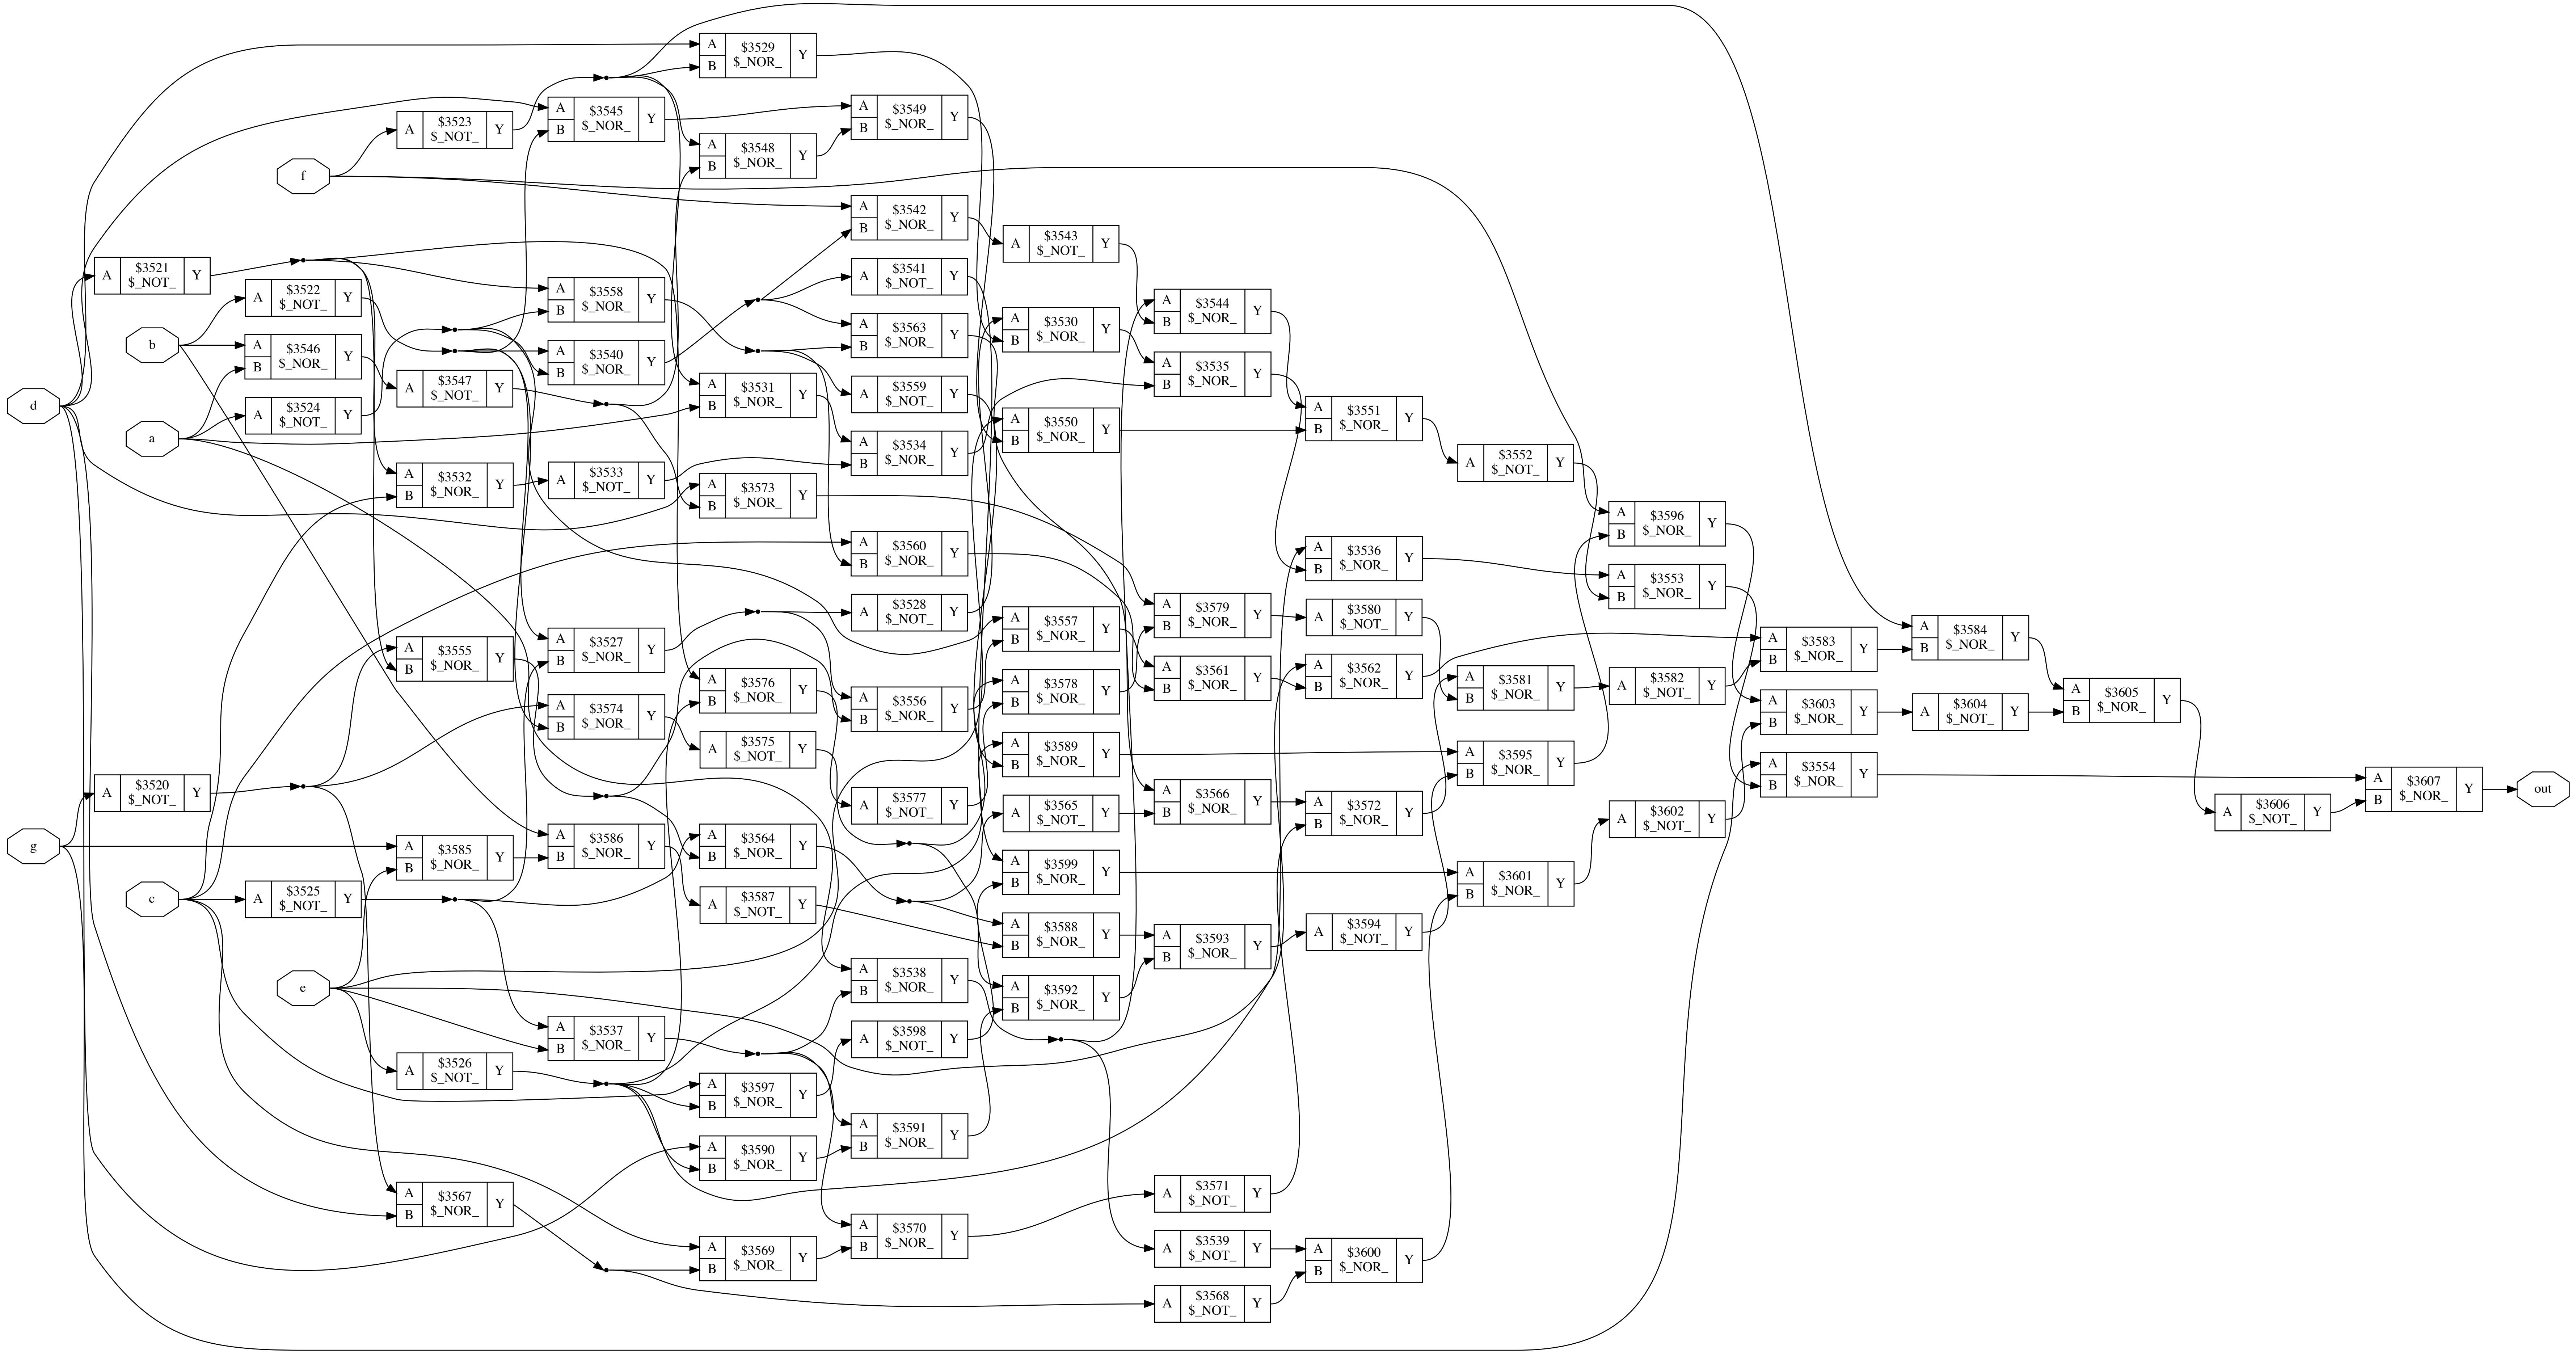 d
g
A $3521 Y
$_NOT_
A $3520 Y
$_NOT_
b
a
c
A $3522 Y
$_NOT_
A $3546 Y
B $_NOR_
A $3524 Y
$_NOT_
A $3525 Y
$_NOT_
f
e
A $3523 Y
$_NOT_
A $3547 Y
$_NOT_
A $3532 Y
B $_NOR_
A $3555 Y
B $_NOR_
A $3585 Y
B $_NOR_
A $3526 Y
$_NOT_
A $3567 Y
B $_NOR_
A $3545 Y
B $_NOR_
A $3558 Y
B $_NOR_
A $3540 Y
B $_NOR_
A $3533 Y
$_NOT_
A $3527 Y
B $_NOR_
A $3574 Y
B $_NOR_
A $3586 Y
B $_NOR_
A $3537 Y
B $_NOR_
A $3529 Y
B $_NOR_
A $3548 Y
B $_NOR_
A $3531 Y
B $_NOR_
A $3573 Y
B $_NOR_
A $3576 Y
B $_NOR_
A $3575 Y
$_NOT_
A $3564 Y
B $_NOR_
A $3587 Y
$_NOT_
A $3597 Y
B $_NOR_
A $3590 Y
B $_NOR_
A $3569 Y
B $_NOR_
A $3549 Y
B $_NOR_
A $3542 Y
B $_NOR_
A $3541 Y
$_NOT_
A $3563 Y
B $_NOR_
A $3559 Y
$_NOT_
A $3534 Y
B $_NOR_
A $3560 Y
B $_NOR_
A $3528 Y
$_NOT_
A $3556 Y
B $_NOR_
A $3577 Y
$_NOT_
A $3538 Y
B $_NOR_
A $3598 Y
$_NOT_
A $3591 Y
B $_NOR_
A $3570 Y
B $_NOR_
A $3543 Y
$_NOT_
A $3530 Y
B $_NOR_
A $3550 Y
B $_NOR_
A $3557 Y
B $_NOR_
A $3578 Y
B $_NOR_
A $3589 Y
B $_NOR_
A $3565 Y
$_NOT_
A $3599 Y
B $_NOR_
A $3588 Y
B $_NOR_
A $3592 Y
B $_NOR_
A $3544 Y
B $_NOR_
A $3535 Y
B $_NOR_
A $3579 Y
B $_NOR_
A $3561 Y
B $_NOR_
A $3566 Y
B $_NOR_
A $3593 Y
B $_NOR_
A $3571 Y
$_NOT_
A $3539 Y
$_NOT_
A $3568 Y
$_NOT_
A $3551 Y
B $_NOR_
A $3536 Y
B $_NOR_
A $3580 Y
$_NOT_
A $3562 Y
B $_NOR_
A $3572 Y
B $_NOR_
A $3594 Y
$_NOT_
A $3600 Y
B $_NOR_
A $3552 Y
$_NOT_
A $3581 Y
B $_NOR_
A $3595 Y
B $_NOR_
A $3601 Y
B $_NOR_
A $3596 Y
B $_NOR_
A $3553 Y
B $_NOR_
A $3582 Y
$_NOT_
A $3602 Y
$_NOT_
A $3583 Y
B $_NOR_
A $3603 Y
B $_NOR_
A $3554 Y
B $_NOR_
A $3584 Y
B $_NOR_
A $3604 Y
$_NOT_
A $3605 Y
B $_NOR_
A $3606 Y
$_NOT_
A $3607 Y
B $_NOR_
out